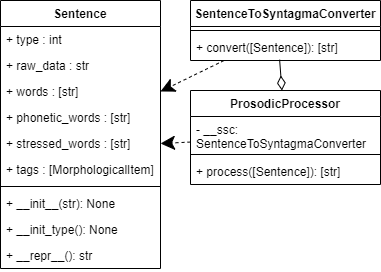 Sentence
+ type : int
+ raw_data : str
+ words : [str]
+ phonetic_words : [str]
+ stressed_words : [str]
+ tags : [MorphologicalItem]
+ __init__(str): None
+ __init_type(): None
+ __repr__(): str
SentenceToSyntagmaConverter
+ convert([Sentence]): [str]
ProsodicProcessor
- __ssc:
SentenceToSyntagmaConverter
+ process([Sentence]): [str]